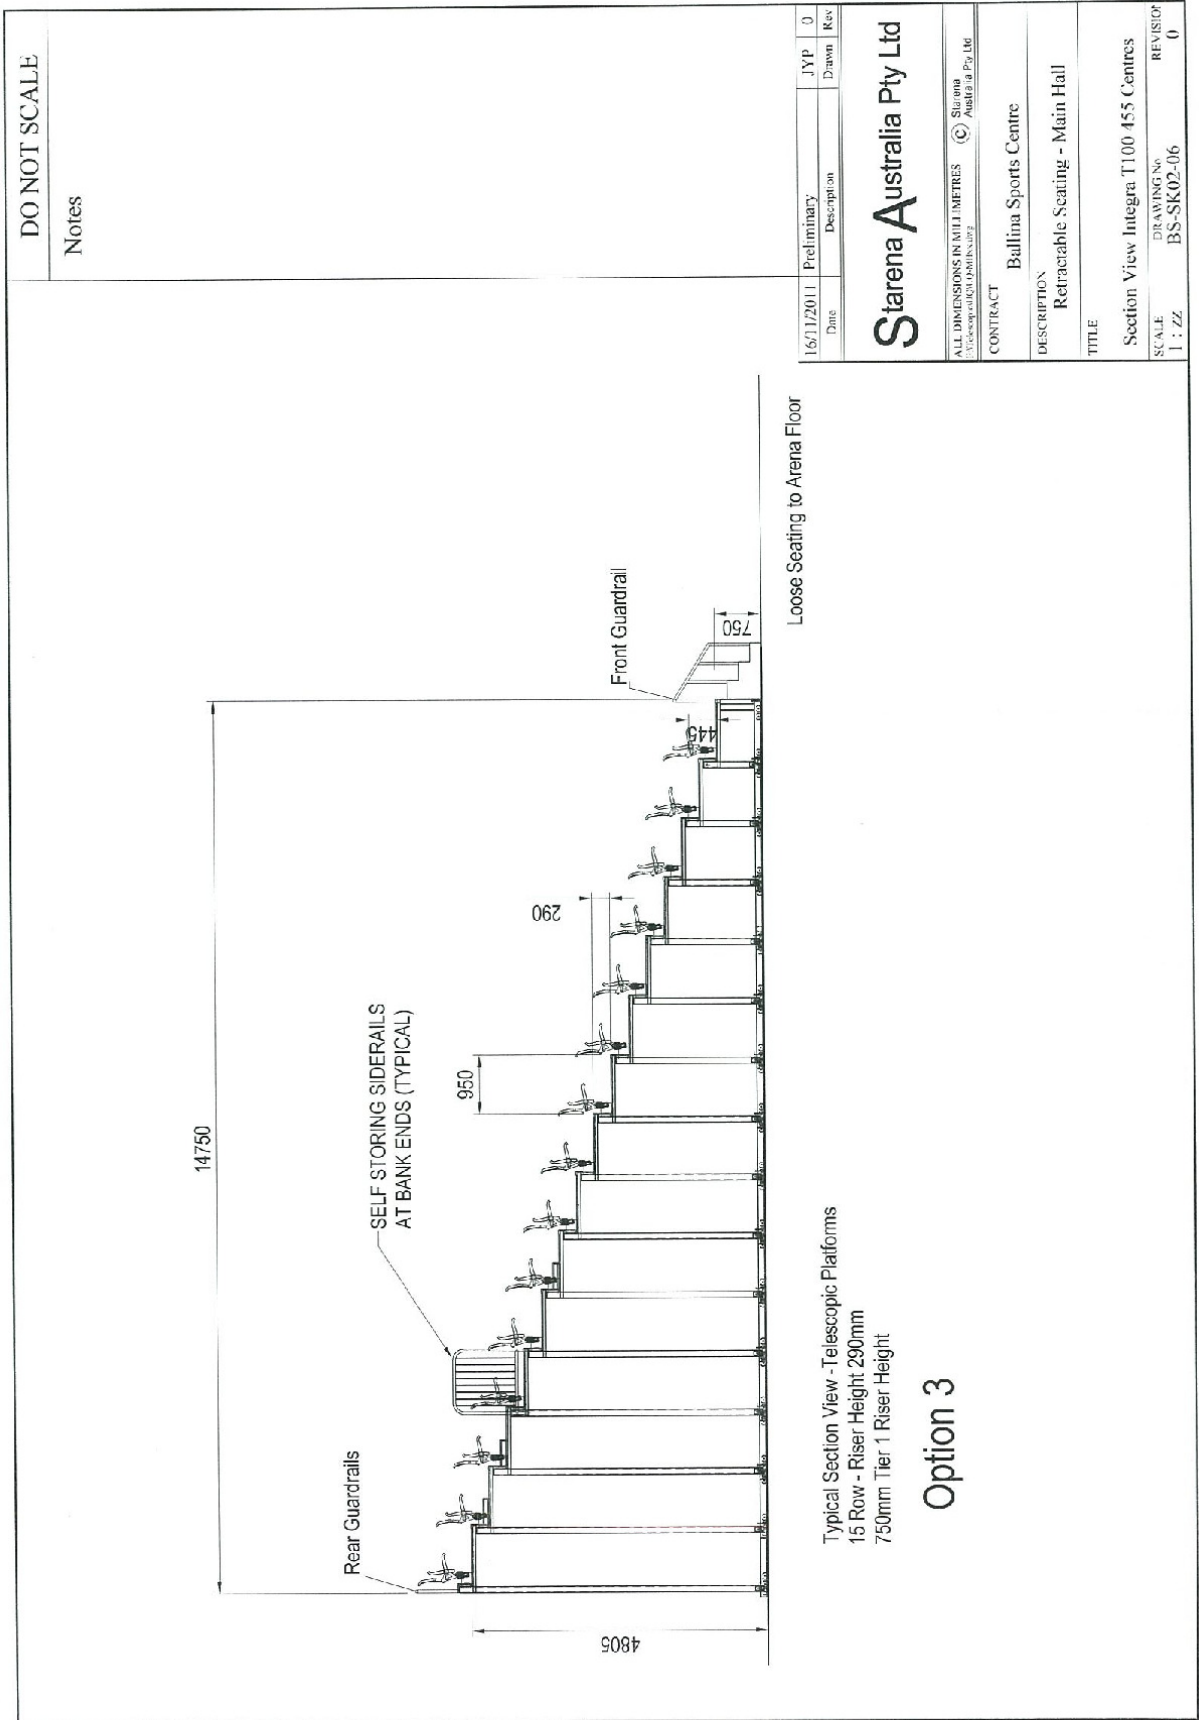 DO NOT SCALE
Notes
14750
SELF STORING SIDERAILS
AT BANK ENDS (TYPICAL)
Rear Guardrails
950
290
Front Guardrail
445
750
4805
Loose Seating to Arena Floor
Typical Section View -Telescopic Platforms
15 Row - Riser Height 290mm
750mm Tier 1 Riser Height
Option 3
16/11/2011 Preliminary JYP 0
Date Description Drawn Rev
Starena Australia Pty Ltd
ALL DIMENSIONS IN MILLIMETRES © Starena
Australia Pty Ltd
CONTRACT
Ballina Sports Centre
DESCRIPTION
Retractable Seating - Main Hall
TITLE
Section View Integra T100 455 Centres
SCALE DRAWING No REVISION
1 : ZZ BS-SK02-06 0